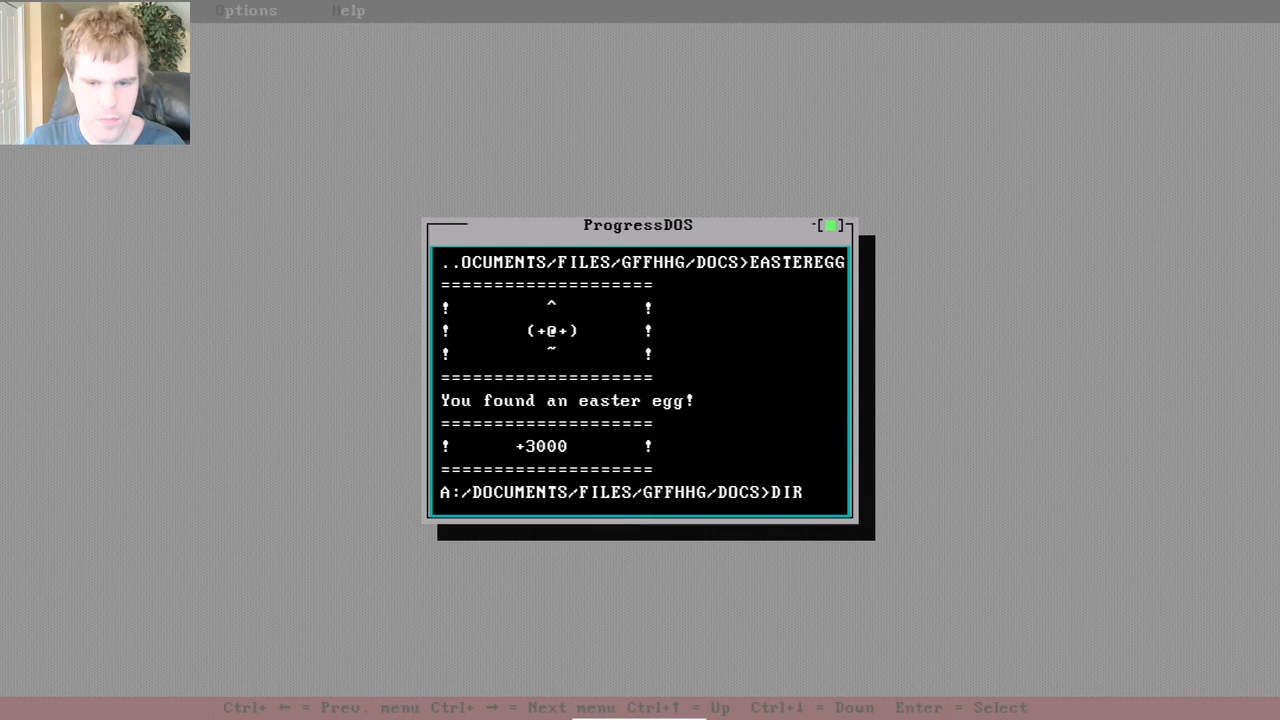 Options Help
ProgressDOS
[ ]
..OCUMENTS/FILES/GFFHHG/DOCS>EASTEREGG
====================
! ^ !
! (+@+) !
! ~ !
====================
You found an easter egg!
====================
! +3000 !
====================
A:/DOCUMENTS/FILES/GFFHHG/DOCS>DIR
Ctrl+ ← = Prev. menu Ctrl+ → = Next menu Ctrl+↑ = Up Ctrl+↓ = Down Enter = Select